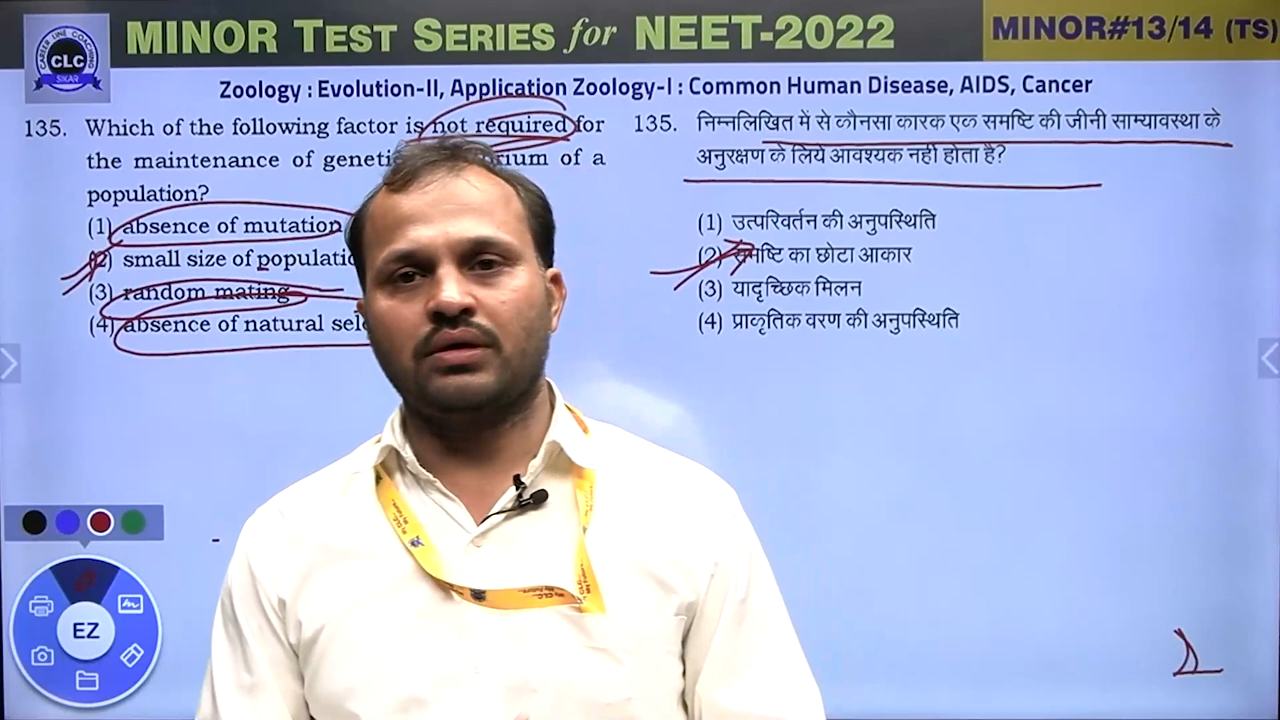 CAREER LINE COACHING
CLC
SIKAR
MINOR TEST SERIES for NEET-2022
MINOR#13/14 (TS)
Zoology : Evolution-II, Application Zoology-I : Common Human Disease, AIDS, Cancer
135. Which of the following factor is not required for
the maintenance of of a
population?
(1) absence of mutation
(2) small size of
(3) random mating
(4) absence of natural
135. निम्नलिखित में से कौनसा कारक एक समष्टि की जीनी साम्यावस्था के
अनुरक्षण के लिये आवश्यक नही होता है?
(1) उत्परिवर्तन की अनुपस्थिति
(2) समष्टि का छोटा आकार
(3) यादृच्छिक मिलन
(4) प्राकृतिक वरण की अनुपस्थिति
EZ